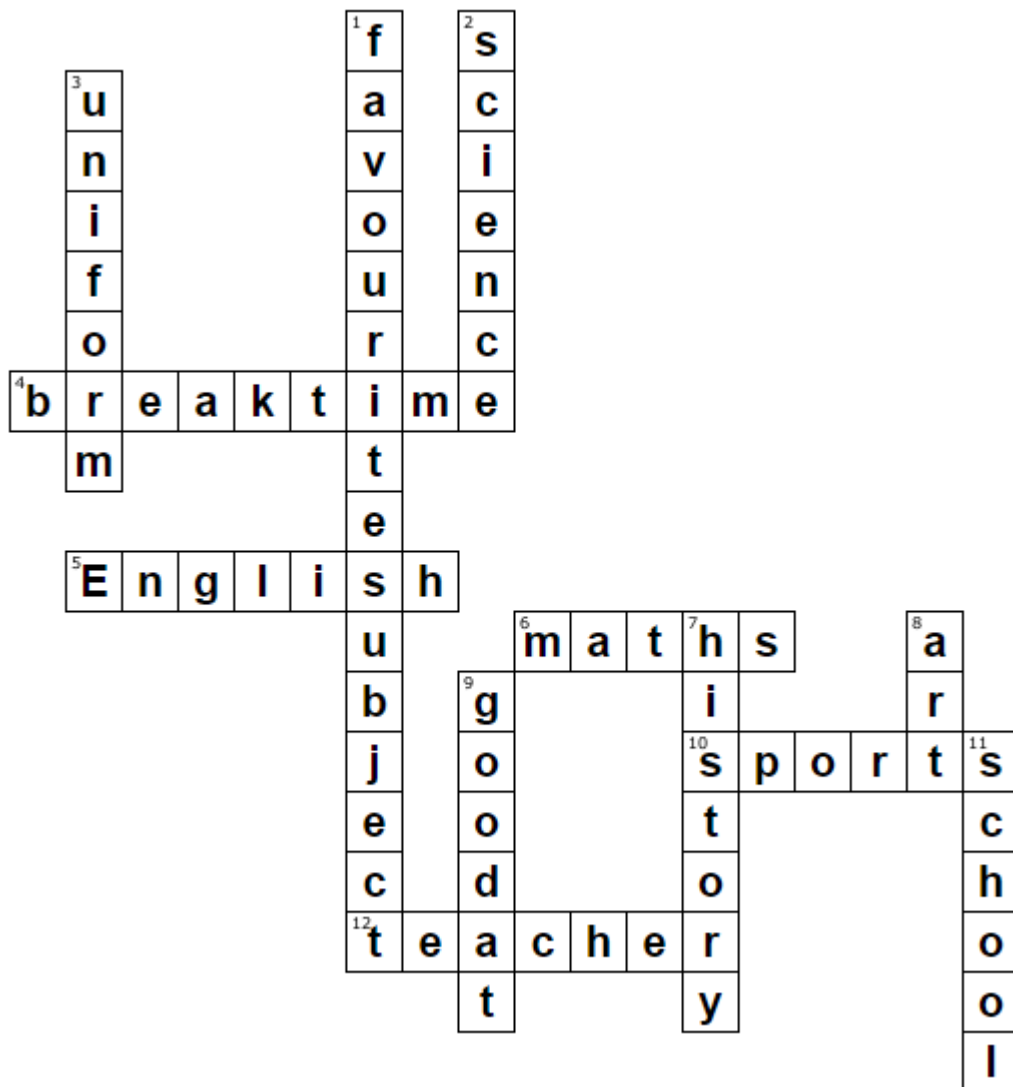 1 favouritesubject
2 science
3 uniform
4 breaktime
5 English
6 maths
7 history
8 art
9 goodat
10 sports
11 school
12 teacher